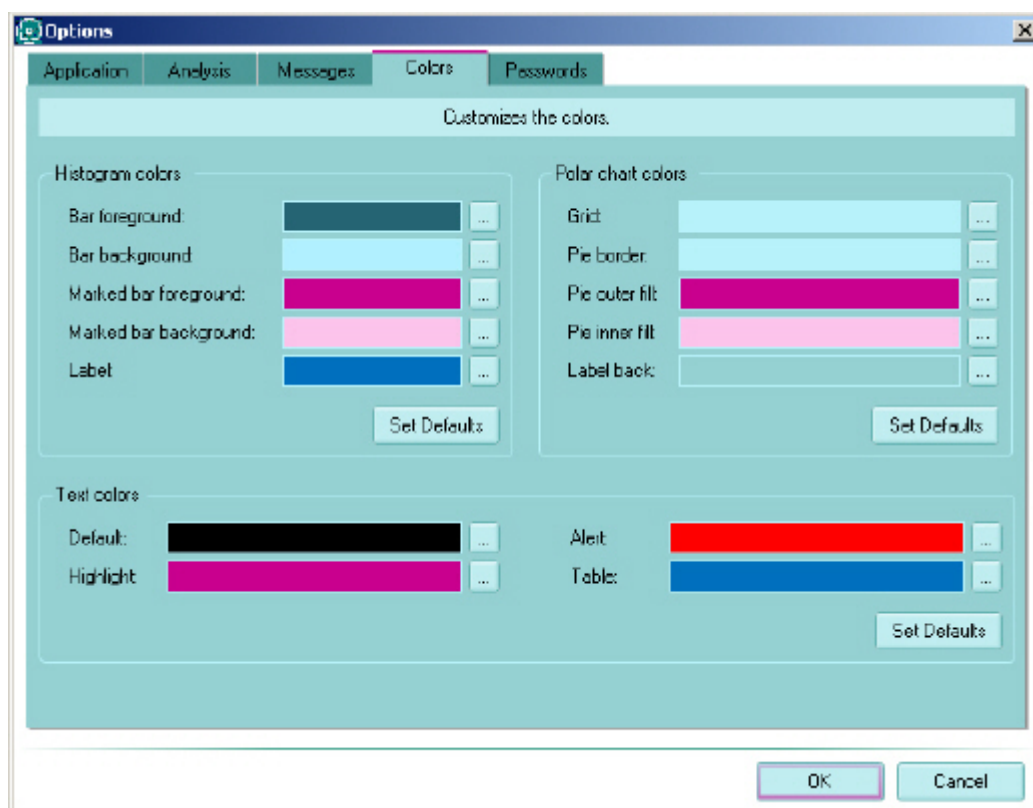 Options
Application Analysis Messages Colors Passwords
Customizes the colors.
Histogram colors
Bar foreground: ...
Bar background: ...
Marked bar foreground: ...
Marked bar background: ...
Label: ...
Set Defaults
Polar chart colors
Grid: ...
Pie border: ...
Pie outer fill: ...
Pie inner fill: ...
Label back: ...
Set Defaults
Text colors
Default: ... Alert: ...
Highlight: ... Table: ...
Set Defaults
OK Cancel